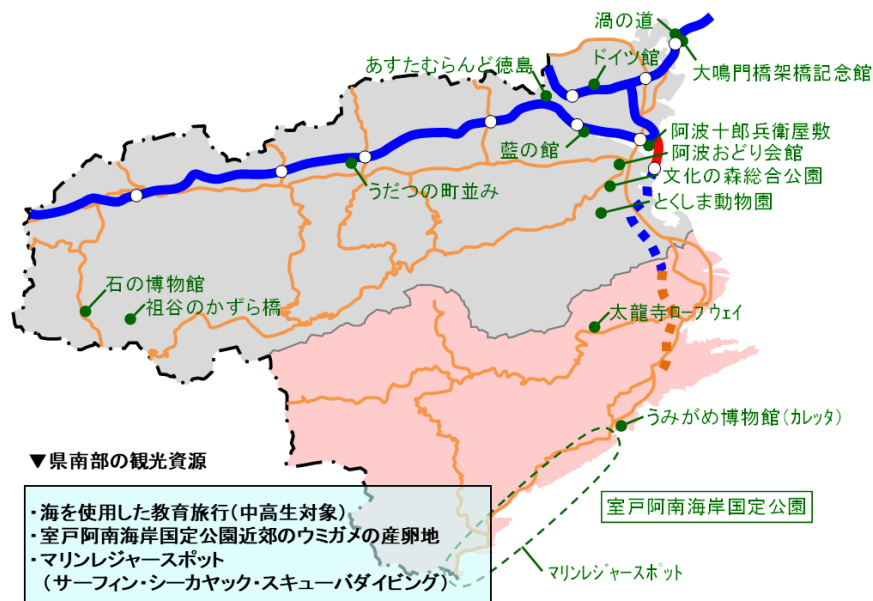 渦の道
ドイツ館
大鳴門橋架橋記念館
あすたむらんど徳島
阿波十郎兵衛屋敷
藍の館
阿波おどり会館
文化の森総合公園
うだつの町並み
とくしま動物園
石の博物館
祖谷のかずら橋
太龍寺ロープウェイ
うみがめ博物館(カレッタ)
▼県南部の観光資源
・海を使用した教育旅行(中高生対象)
・室戸阿南海岸国定公園近郊のウミガメの産卵地
・マリンレジャースポット
(サーフィン・シーカヤック・スキューバダイビング)
室戸阿南海岸国定公園
マリンレジャースポット